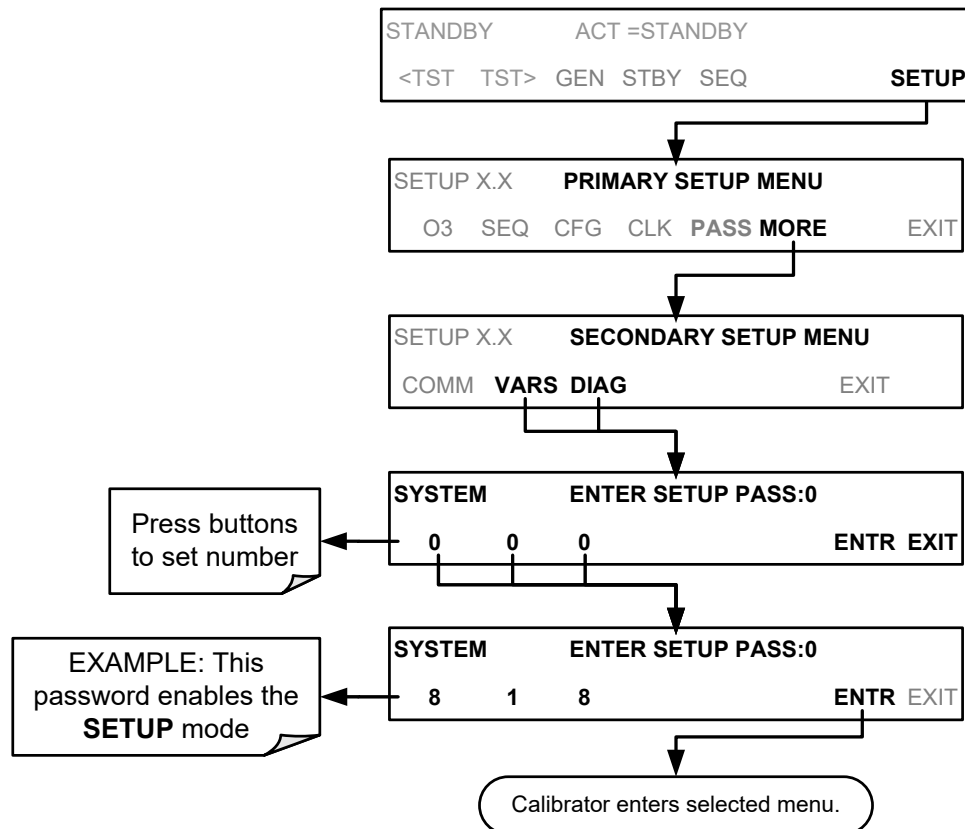 STANDBY ACT =STANDBY
<TST TST> GEN STBY SEQ SETUP
SETUP X.X PRIMARY SETUP MENU
O3 SEQ CFG CLK PASS MORE EXIT
SETUP X.X SECONDARY SETUP MENU
COMM VARS DIAG EXIT
SYSTEM ENTER SETUP PASS:0
0 0 0 ENTR EXIT
Press buttons
to set number
SYSTEM ENTER SETUP PASS:0
8 1 8 ENTR EXIT
EXAMPLE: This
password enables the
SETUP mode
Calibrator enters selected menu.